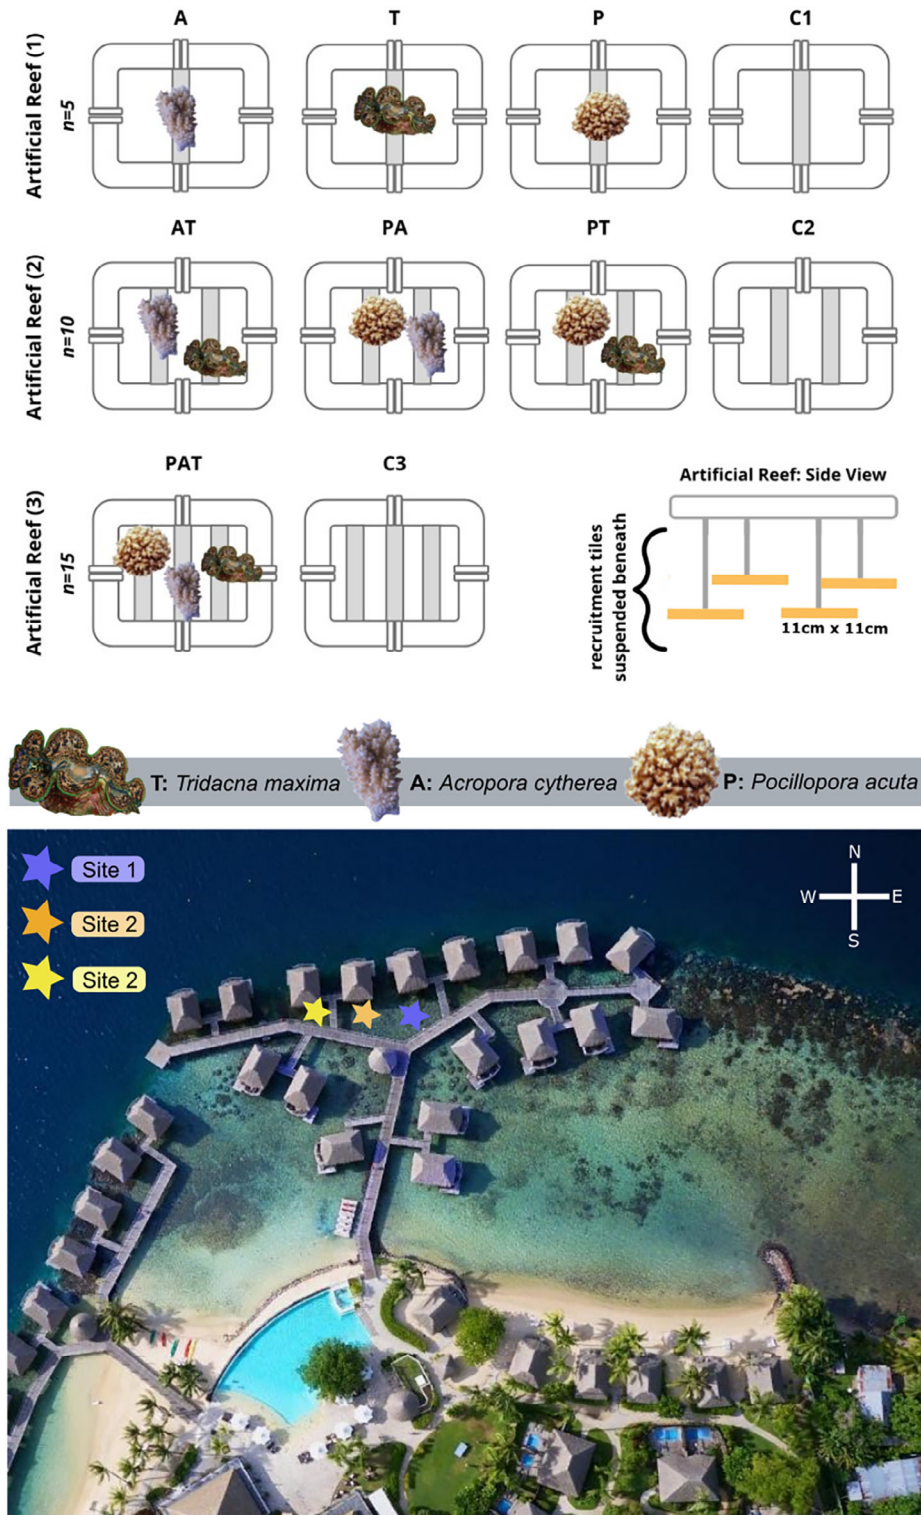 A T P C1
Artificial Reef (1)
n=5
AT PA PT C2
Artificial Reef (2)
n=10
PAT C3
Artificial Reef (3)
n=15
Artificial Reef: Side View
recruitment tiles
suspended beneath
11cm x 11cm
T: Tridacna maxima A: Acropora cytherea P: Pocillopora acuta
Site 1
Site 2
Site 2
N
W E
S